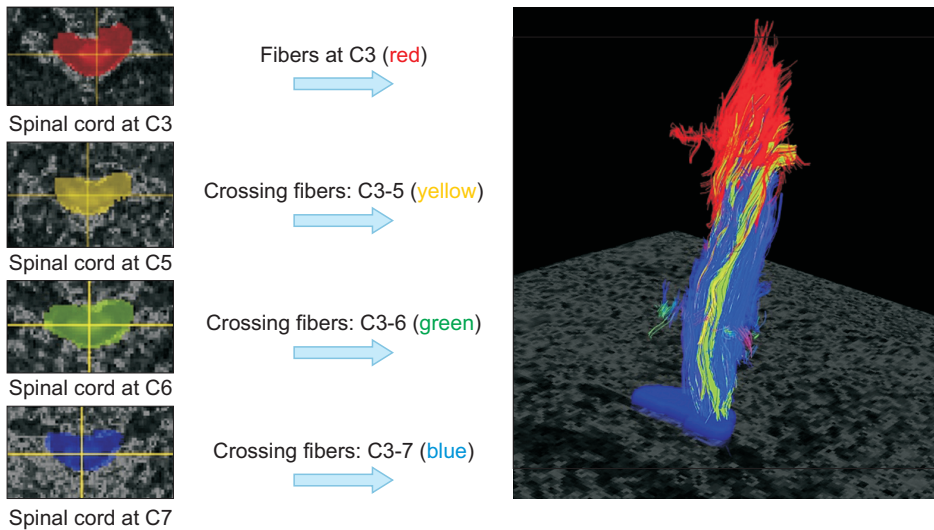 Fibers at C3 (red)
Spinal cord at C3
Crossing fibers: C3-5 (yellow)
Spinal cord at C5
Crossing fibers: C3-6 (green)
Spinal cord at C6
Crossing fibers: C3-7 (blue)
Spinal cord at C7